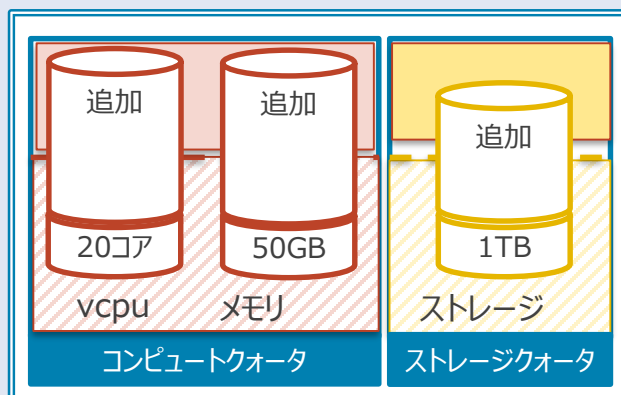 追加
追加
追加
20コア
50GB
1TB
vcpu
メモリ
ストレージ
コンピュートクォータ
ストレージクォータ